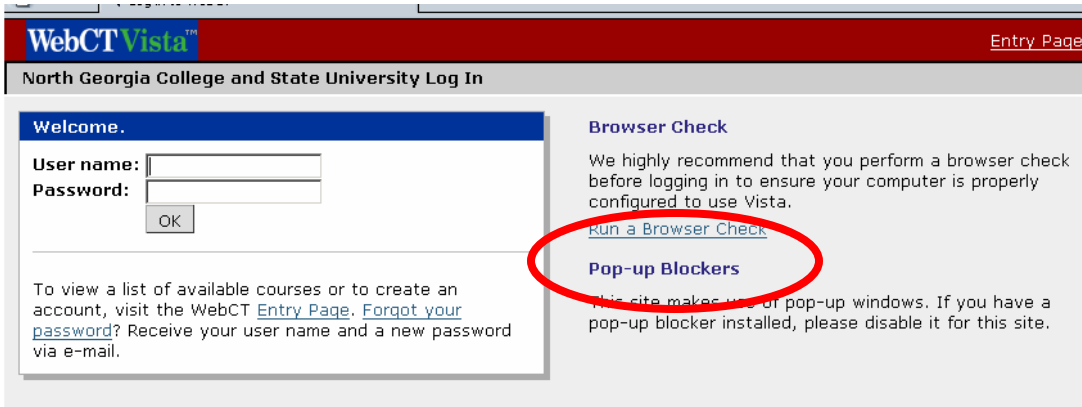 WebCT Vista™
Entry Page
North Georgia College and State University Log In
Welcome.
User name:
Password:
OK
To view a list of available courses or to create an
account, visit the WebCT Entry Page. Forgot your
password? Receive your user name and a new password
via e-mail.
Browser Check
We highly recommend that you perform a browser check
before logging in to ensure your computer is properly
configured to use Vista.
Run a Browser Check
Pop-up Blockers
This site makes use of pop-up windows. If you have a
pop-up blocker installed, please disable it for this site.